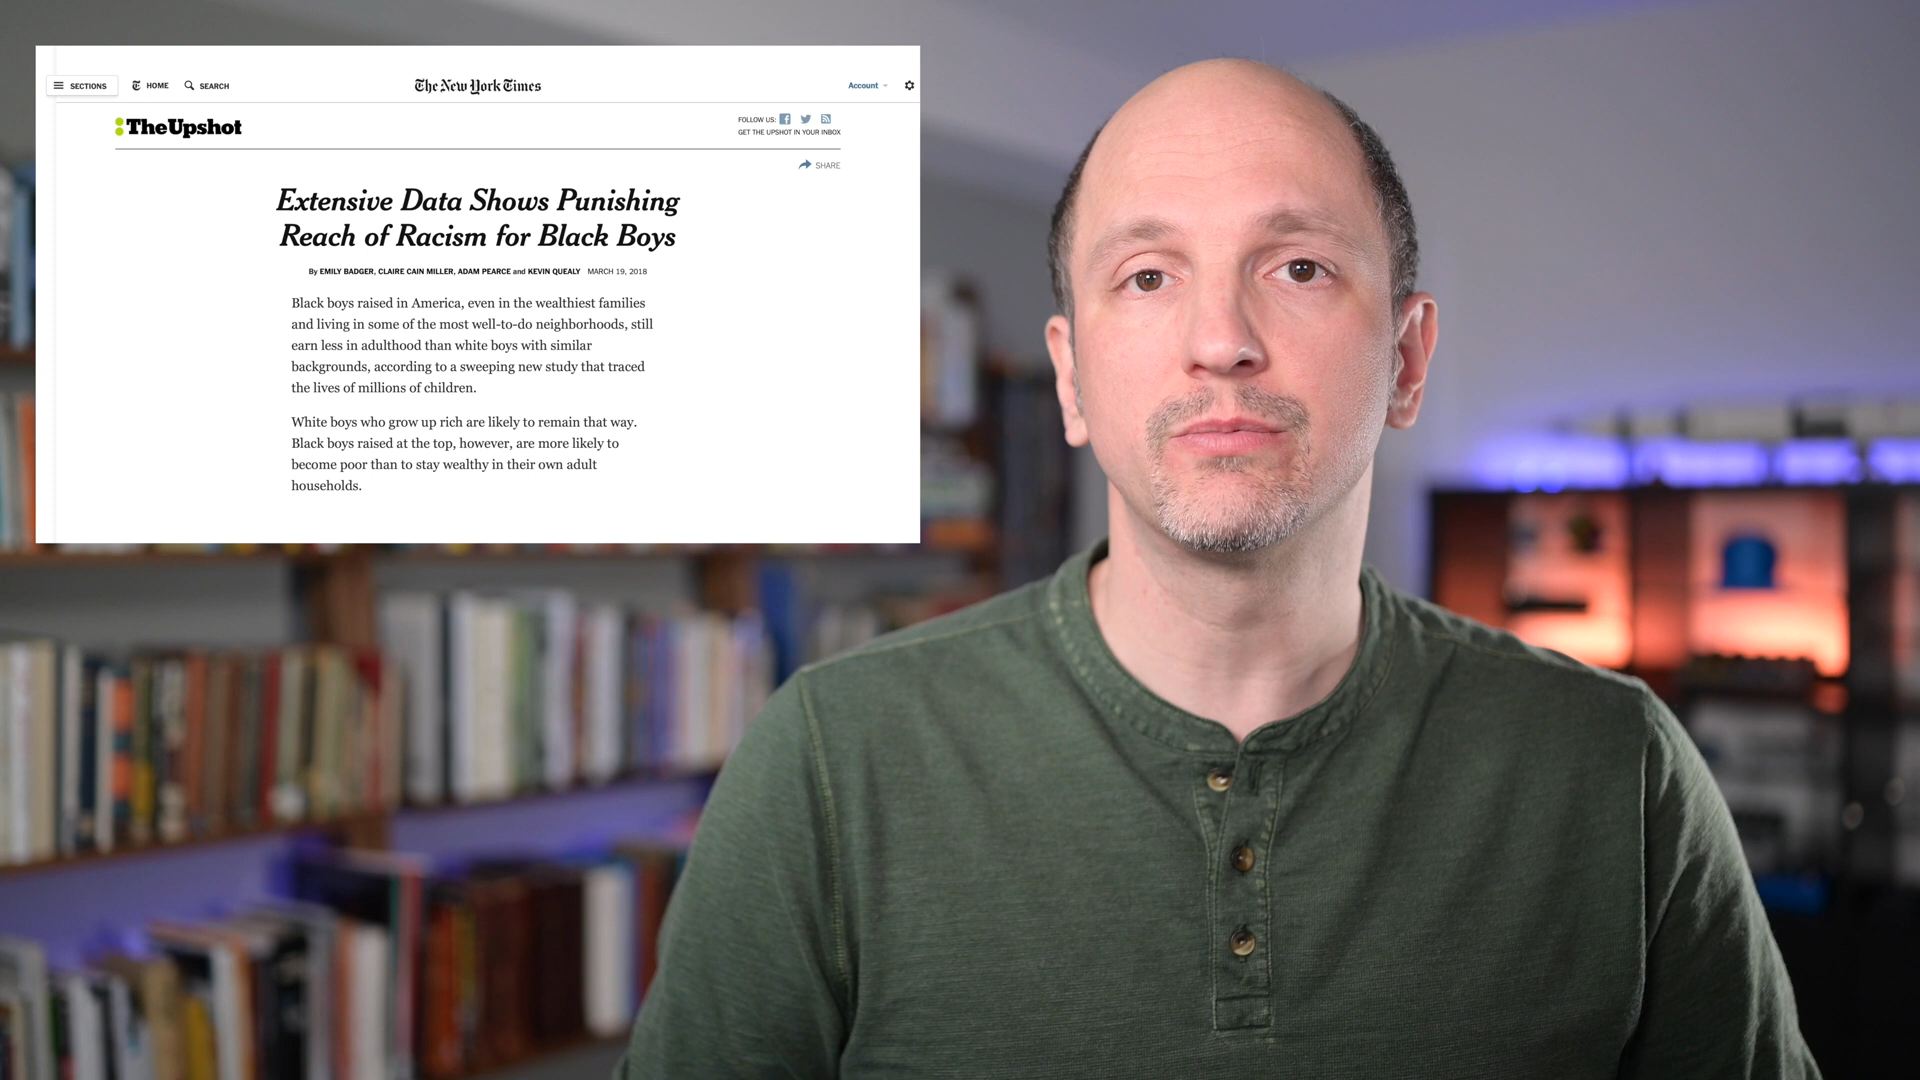 SECTIONS HOME SEARCH The New York Times Account
TheUpshot
FOLLOW US:
GET THE UPSHOT IN YOUR INBOX
SHARE
Extensive Data Shows Punishing
Reach of Racism for Black Boys
By EMILY BADGER, CLAIRE CAIN MILLER, ADAM PEARCE and KEVIN QUEALY MARCH 19, 2018
Black boys raised in America, even in the wealthiest families
and living in some of the most well-to-do neighborhoods, still
earn less in adulthood than white boys with similar
backgrounds, according to a sweeping new study that traced
the lives of millions of children.
White boys who grow up rich are likely to remain that way.
Black boys raised at the top, however, are more likely to
become poor than to stay wealthy in their own adult
households.